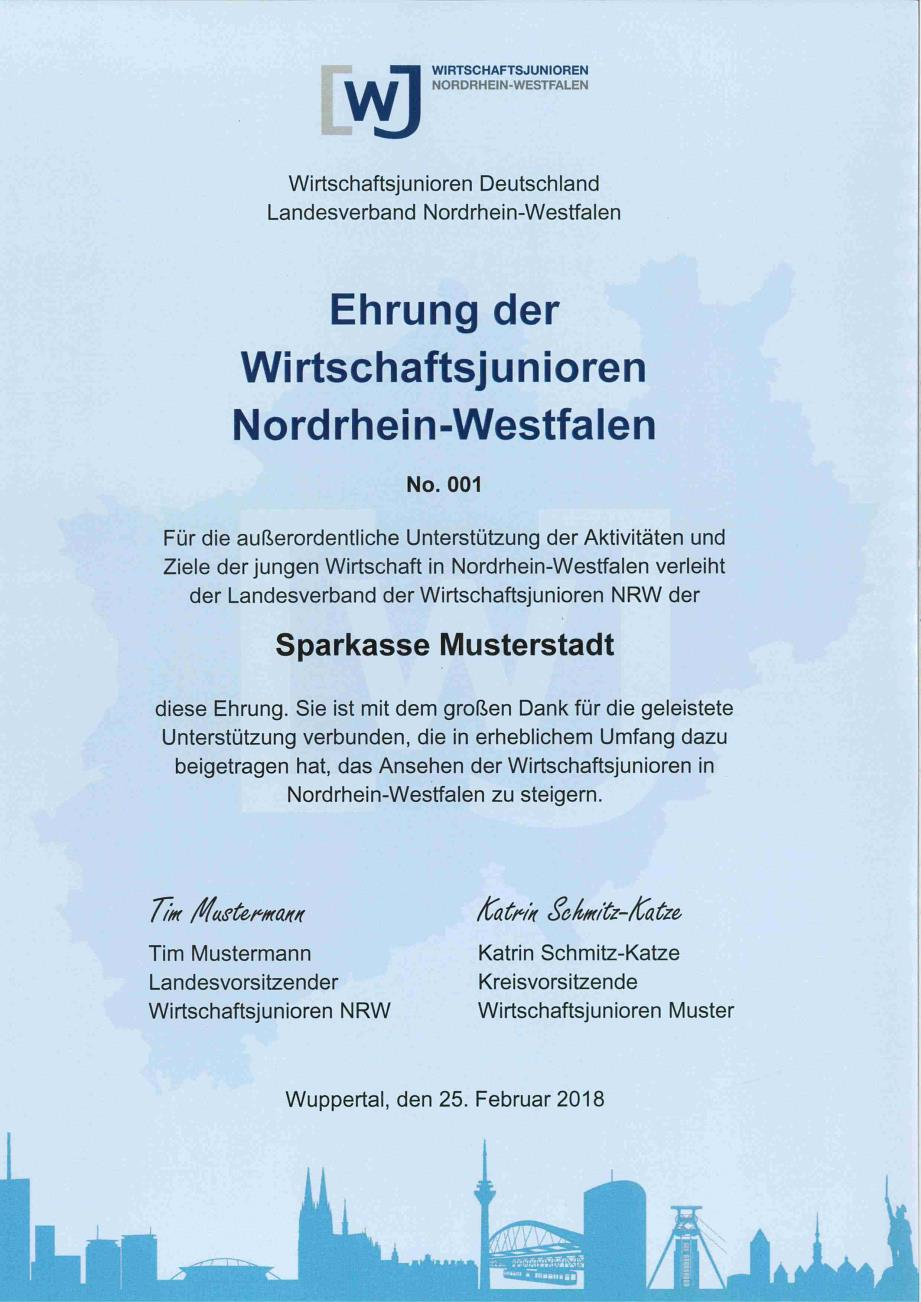 WJ
WIRTSCHAFTSJUNIOREN
NORDRHEIN-WESTFALEN
Wirtschaftsjunioren Deutschland
Landesverband Nordrhein-Westfalen
Ehrung der
Wirtschaftsjunioren
Nordrhein-Westfalen
No. 001
Für die außerordentliche Unterstützung der Aktivitäten und
Ziele der jungen Wirtschaft in Nordrhein-Westfalen verleiht
der Landesverband der Wirtschaftsjunioren NRW der
Sparkasse Musterstadt
diese Ehrung. Sie ist mit dem großen Dank für die geleistete
Unterstützung verbunden, die in erheblichem Umfang dazu
beigetragen hat, das Ansehen der Wirtschaftsjunioren in
Nordrhein-Westfalen zu steigern.
Tim Mustermann
Tim Mustermann
Landesvorsitzender
Wirtschaftsjunioren NRW
Katrin Schmitz-Katze
Katrin Schmitz-Katze
Kreisvorsitzende
Wirtschaftsjunioren Muster
Wuppertal, den 25. Februar 2018